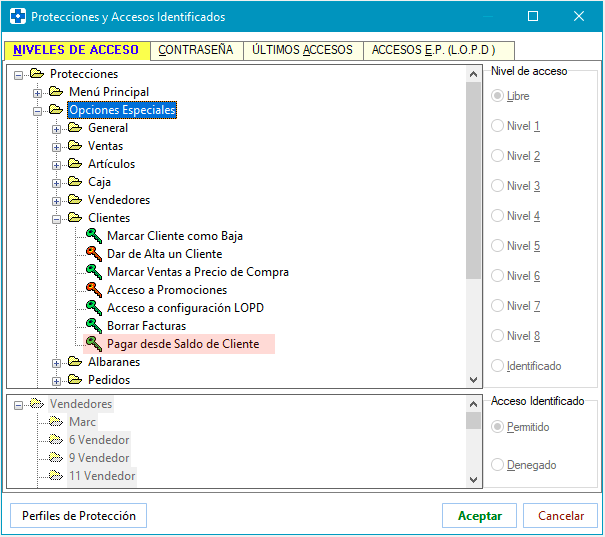 Protecciones y Accesos Identificados
NIVELES DE ACCESO
CONTRASEÑA
ÚLTIMOS ACCESOS
ACCESOS E.P. (L.O.P.D )
Protecciones
Menú Principal
Opciones Especiales
General
Ventas
Artículos
Caja
Vendedores
Clientes
Marcar Cliente como Baja
Dar de Alta un Cliente
Marcar Ventas a Precio de Compra
Acceso a Promociones
Acceso a configuración LOPD
Borrar Facturas
Pagar desde Saldo de Cliente
Albaranes
Pedidos
Nivel de acceso
Libre
Nivel 1
Nivel 2
Nivel 3
Nivel 4
Nivel 5
Nivel 6
Nivel 7
Nivel 8
Identificado
Vendedores
Marc
6 Vendedor
9 Vendedor
11 Vendedor
Acceso Identificado
Permitido
Denegado
Perfiles de Protección
Aceptar
Cancelar